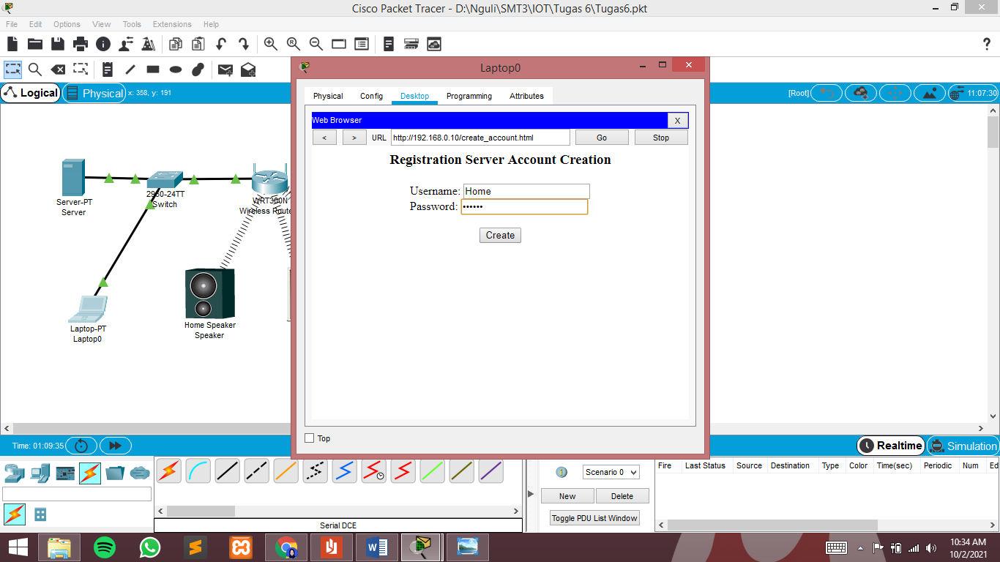 Cisco Packet Tracer - D:\Nguli\SMT3\IOT\Tugas 6\Tugas6.pkt
File Edit Options View Tools Extensions Help
?
Logical Physical x: 358, y: 191 [Root] 11:07:30
Laptop0
Physical Config Desktop Programming Attributes
Web Browser X
< > URL http://192.168.0.10/create_account.html Go Stop
Registration Server Account Creation
Username: Home
Password: ••••••
Create
Server-PT
Server
2950-24TT
Switch
WRT300N
Wireless Route
Home Speaker
Speaker
Laptop-PT
Laptop0
Top
Time: 01:09:35 Realtime Simulation
Scenario 0
New Delete
Toggle PDU List Window
Fire Last Status Source Destination Type Color Time(sec) Periodic Num Ed
Serial DCE
10:34 AM
10/2/2021